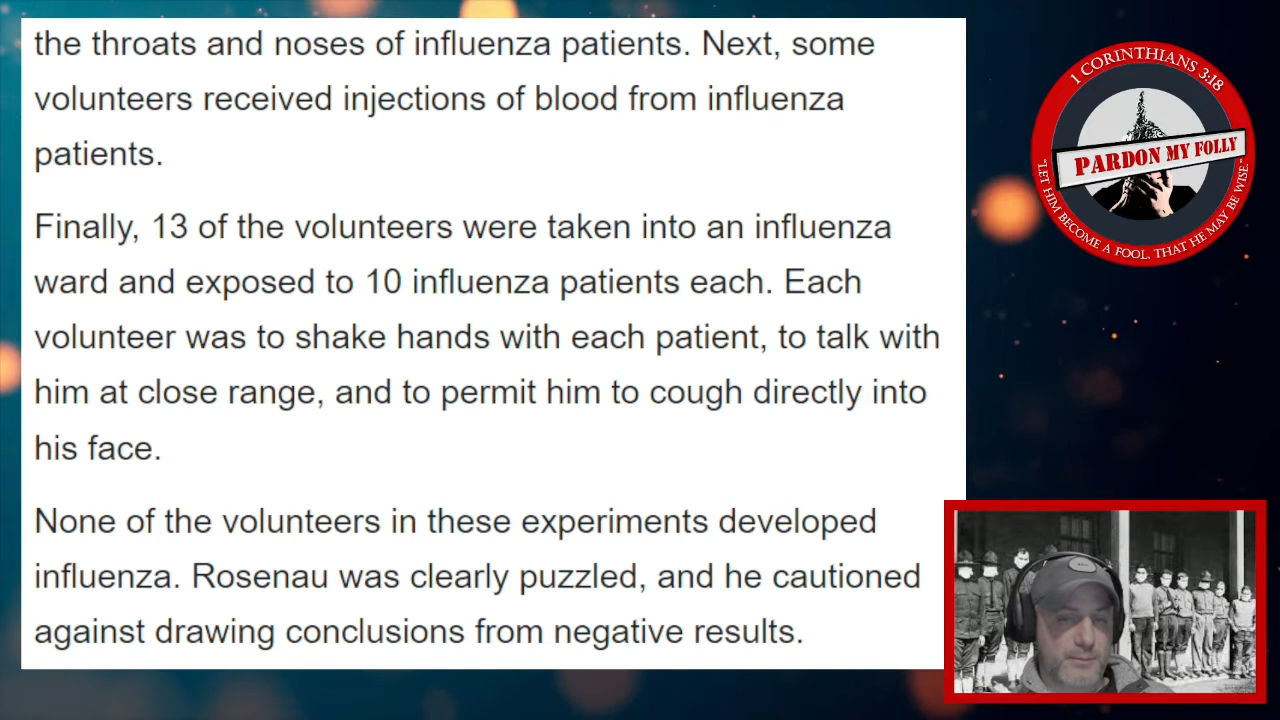 the throats and noses of influenza patients. Next, some
volunteers received injections of blood from influenza
patients.
Finally, 13 of the volunteers were taken into an influenza
ward and exposed to 10 influenza patients each. Each
volunteer was to shake hands with each patient, to talk with
him at close range, and to permit him to cough directly into
his face.
None of the volunteers in these experiments developed
influenza. Rosenau was clearly puzzled, and he cautioned
against drawing conclusions from negative results.
1 CORINTHIANS 3:18
PARDON MY FOLLY
"LET HIM BECOME A FOOL, THAT HE MAY BE WISE."